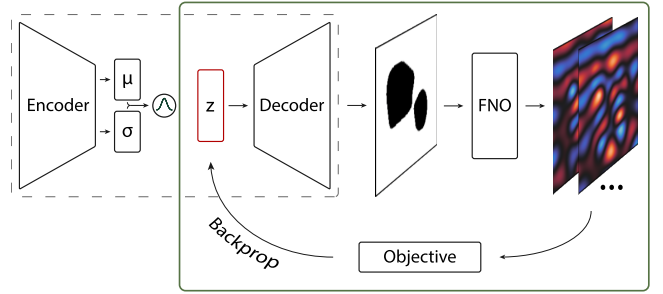 Encoder
μ
σ
z
Decoder
FNO
...
Objective
Backprop